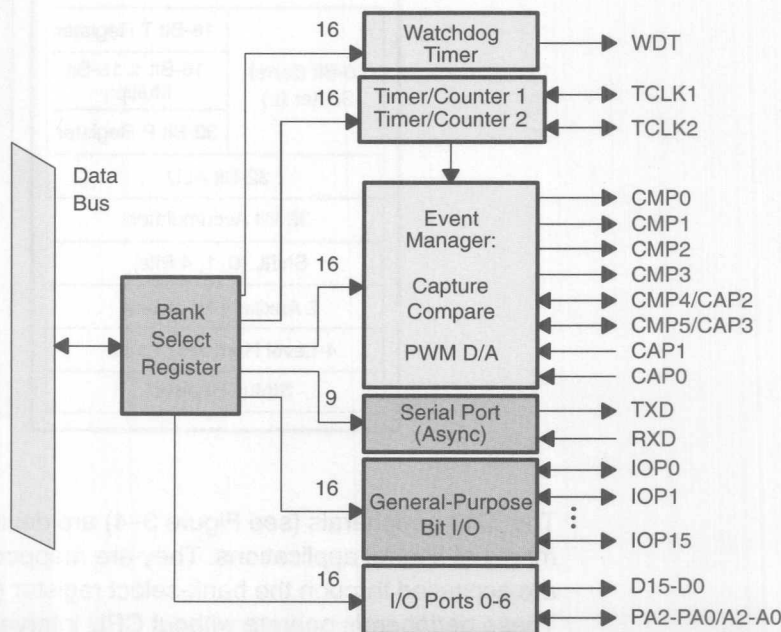 16
Watchdog
Timer
WDT
16
Timer/Counter 1
Timer/Counter 2
TCLK1
TCLK2
Data
Bus
Bank
Select
Register
16
Event
Manager:
Capture
Compare
PWM D/A
CMP0
CMP1
CMP2
CMP3
CMP4/CAP2
CMP5/CAP3
CAP1
CAP0
9
Serial Port
(Async)
TXD
RXD
16
General-Purpose
Bit I/O
IOP0
IOP1
IOP15
16
I/O Ports 0-6
D15-D0
PA2-PA0/A2-A0